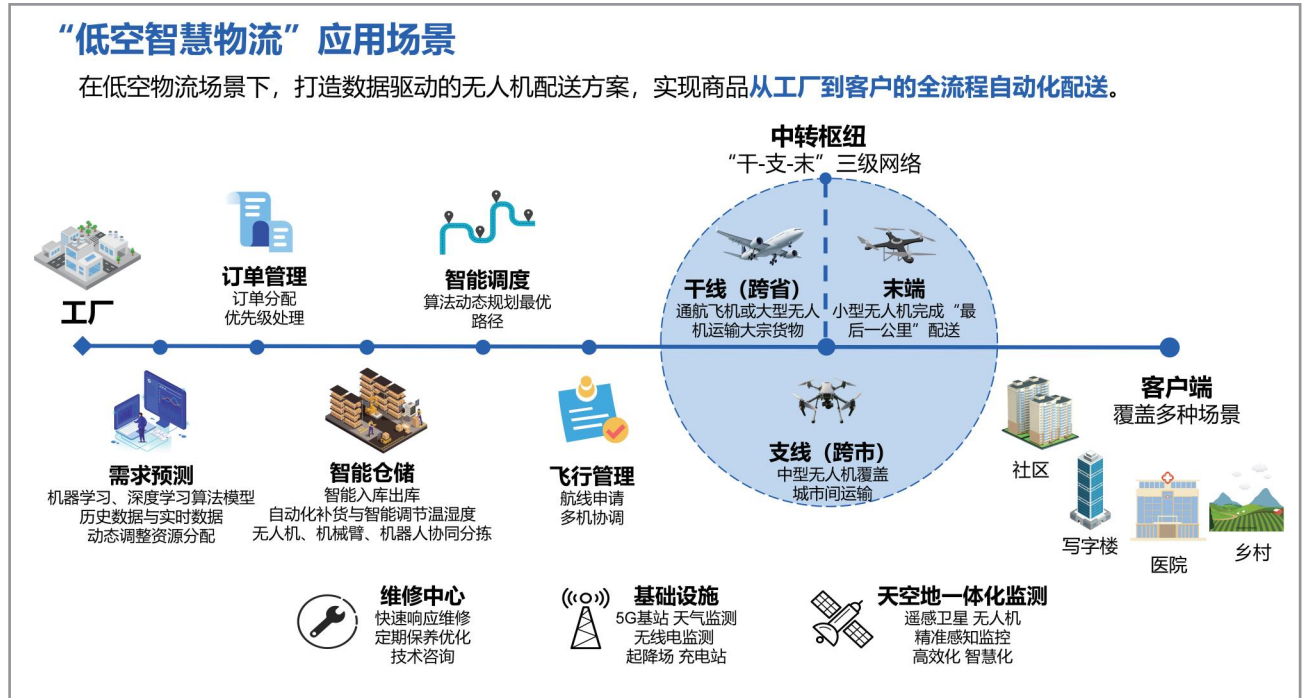 “低空智慧物流”应用场景
在低空物流场景下，打造数据驱动的无人机配送方案，实现商品从工厂到客户的全流程自动化配送。
中转枢纽
“干-支-末”三级网络
工厂
订单管理
订单分配
优先级处理
智能调度
算法动态规划最优
路径
干线（跨省）
通航飞机或大型无人
机运输大宗货物
末端
小型无人机完成“最
后一公里”配送
需求预测
机器学习、深度学习算法模型
历史数据与实时数据
动态调整资源分配
智能仓储
智能入库出库
自动化补货与智能调节温湿度
无人机、机械臂、机器人协同分拣
飞行管理
航线申请
多机协调
支线（跨市）
中型无人机覆盖
城市间运输
客户端
覆盖多种场景
社区
写字楼
医院
乡村
维修中心
快速响应维修
定期保养优化
技术咨询
基础设施
5G基站 天气监测
无线电监测
起降场 充电站
天空地一体化监测
遥感卫星 无人机
精准感知监控
高效化 智慧化